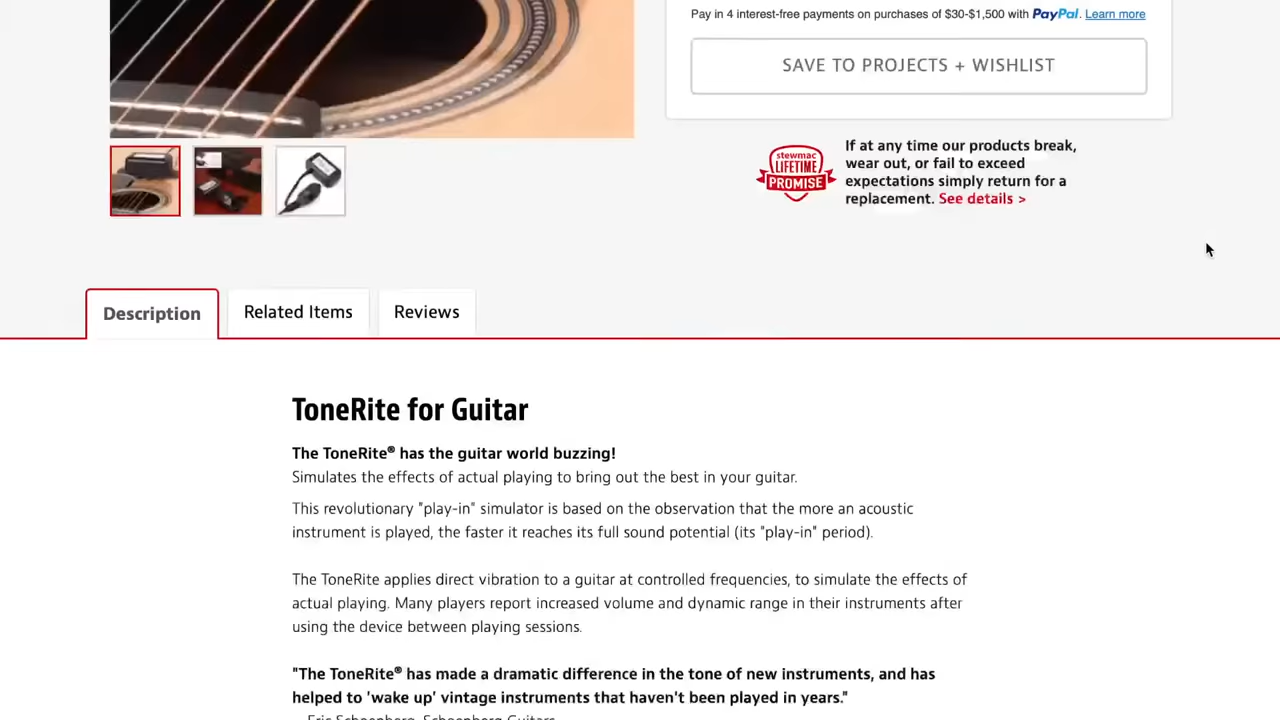 Pay in 4 interest-free payments on purchases of $30-$1,500 with PayPal. Learn more
SAVE TO PROJECTS + WISHLIST
stewmac
LIFETIME
PROMISE
If at any time our products break,
wear out, or fail to exceed
expectations simply return for a
replacement. See details >
Description
Related Items
Reviews
ToneRite for Guitar
The ToneRite® has the guitar world buzzing!
Simulates the effects of actual playing to bring out the best in your guitar.
This revolutionary "play-in" simulator is based on the observation that the more an acoustic
instrument is played, the faster it reaches its full sound potential (its "play-in" period).
The ToneRite applies direct vibration to a guitar at controlled frequencies, to simulate the effects of
actual playing. Many players report increased volume and dynamic range in their instruments after
using the device between playing sessions.
"The ToneRite® has made a dramatic difference in the tone of new instruments, and has
helped to 'wake up' vintage instruments that haven't been played in years."
Eric Schoenberg, Schoenberg Guitars